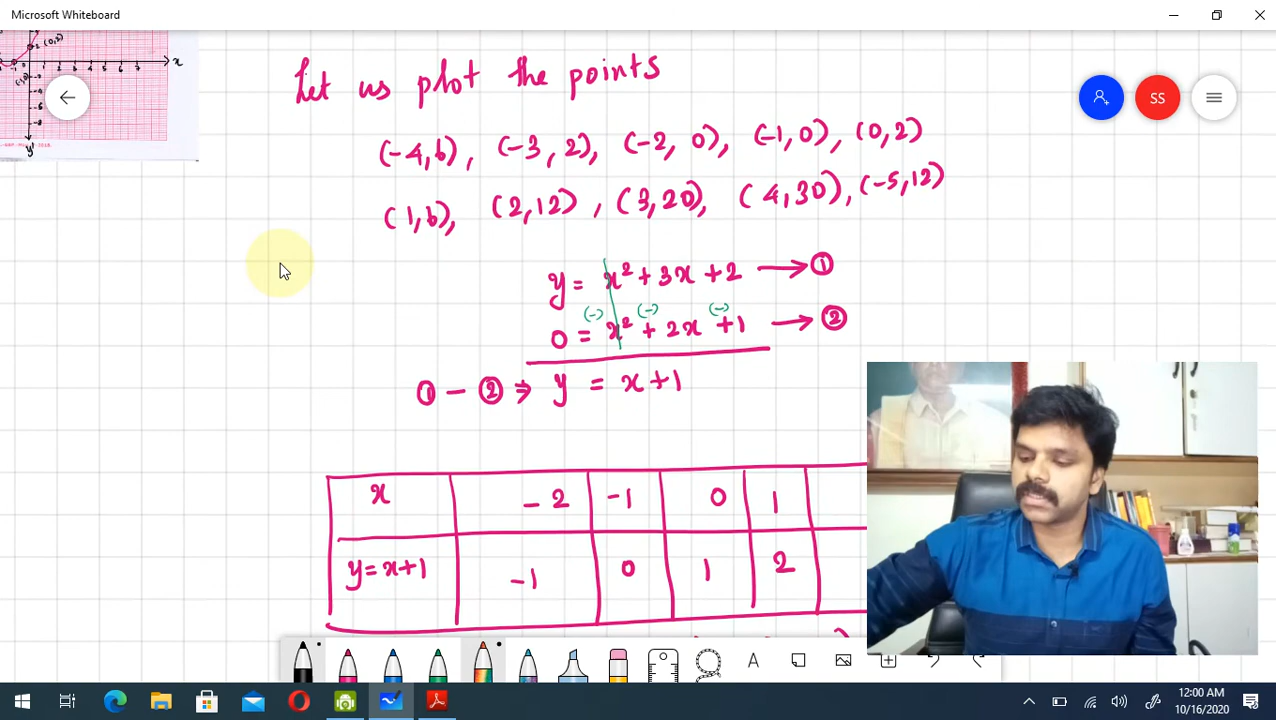 Microsoft Whiteboard
Let us plot the points
(-4,6), (-3,2), (-2,0), (-1,0), (0,2)
(1,6), (2,12), (3,20), (4,30), (-5,12)
SS
y = x² + 3x + 2 → ①
(-) (-) (-)
0 = x² + 2x + 1 → ②
① - ② ⇒ y = x + 1
x -2 -1 0 1
y = x+1 -1 0 1 2
A
12:00 AM
10/16/2020